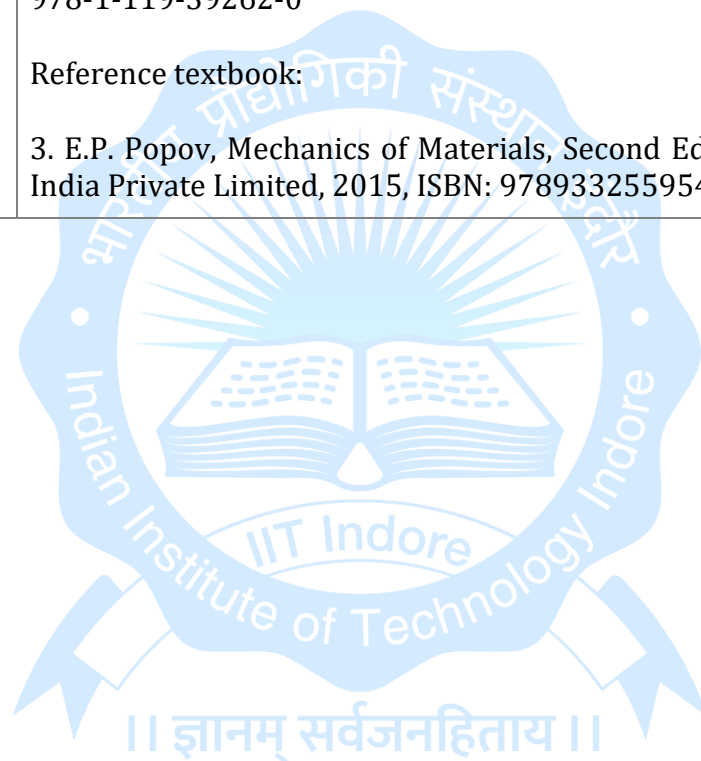 978-1-119-39262-0
Reference textbook:
3. E.P. Popov, Mechanics of Materials, Second Ed
India Private Limited, 2015, ISBN: 978933255954
भारतीय प्रौद्योगिकी संस्थान इंदौर
Indian Institute of Technology Indore
IIT Indore
।। ज्ञानम् सर्वजनहिताय ।।